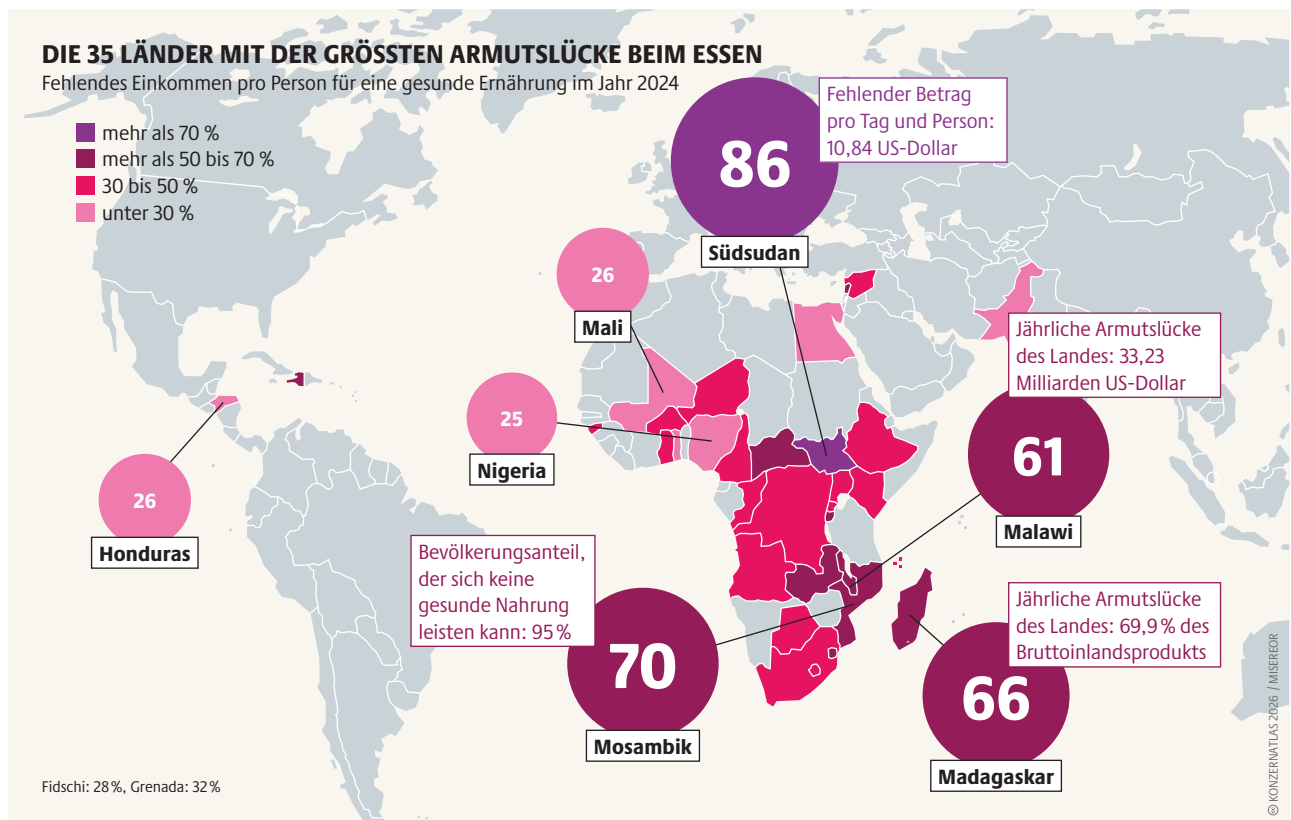 DIE 35 LÄNDER MIT DER GRÖSSTEN ARMUTSLÜCKE BEIM ESSEN
Fehlendes Einkommen pro Person für eine gesunde Ernährung im Jahr 2024
mehr als 70 %
mehr als 50 bis 70 %
30 bis 50 %
unter 30 %
86
Südsudan
Fehlender Betrag
pro Tag und Person:
10,84 US-Dollar
26
Mali
25
Nigeria
26
Honduras
Jährliche Armutslücke
des Landes: 33,23
Milliarden US-Dollar
61
Malawi
Bevölkerungsanteil,
der sich keine
gesunde Nahrung
leisten kann: 95 %
70
Mosambik
Jährliche Armutslücke
des Landes: 69,9 % des
Bruttoinlandsprodukts
66
Madagaskar
Fidschi: 28 %, Grenada: 32 %
🅭 KONZERNATLAS 2026 / MISEREOR